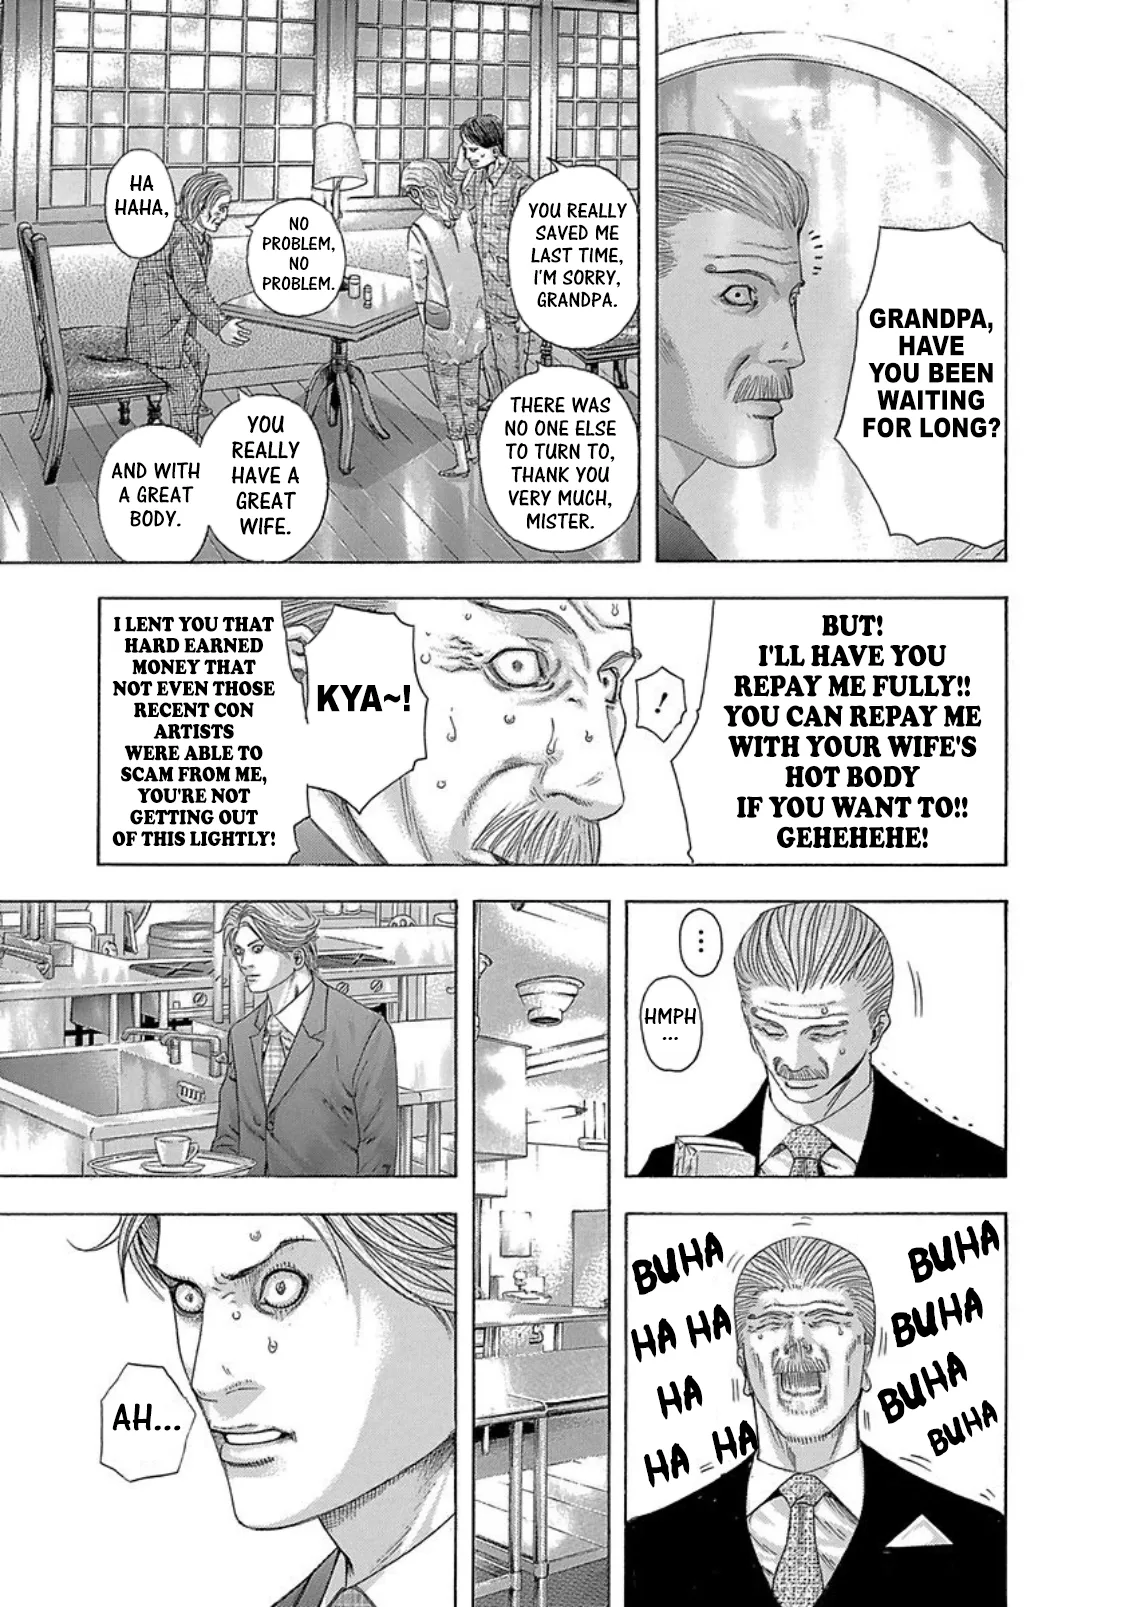 GRANDPA,
HAVE
YOU BEEN
WAITING
FOR LONG?
YOU REALLY
SAVED ME
LAST TIME,
I'M SORRY,
GRANDPA.
THERE WAS
NO ONE ELSE
TO TURN TO,
THANK YOU
VERY MUCH,
MISTER.
NO
PROBLEM,
NO
PROBLEM.
HA
HAHA,
YOU
REALLY
HAVE A
GREAT
WIFE.
AND WITH
A GREAT
BODY.
BUT!
I'LL HAVE YOU
REPAY ME FULLY!!
YOU CAN REPAY ME
WITH YOUR WIFE'S
HOT BODY
IF YOU WANT TO!!
GEHEHEHE!
!
KYA~!
I LENT YOU THAT
HARD EARNED
MONEY THAT
NOT EVEN THOSE
RECENT CON
ARTISTS
WERE ABLE TO
SCAM FROM ME,
YOU'RE NOT
GETTING OUT
OF THIS LIGHTLY!
...
HMPH
...
BUHA
BUHA
BUHA
BUHA
BUHA
HA HA
HA
HA HA
AH...